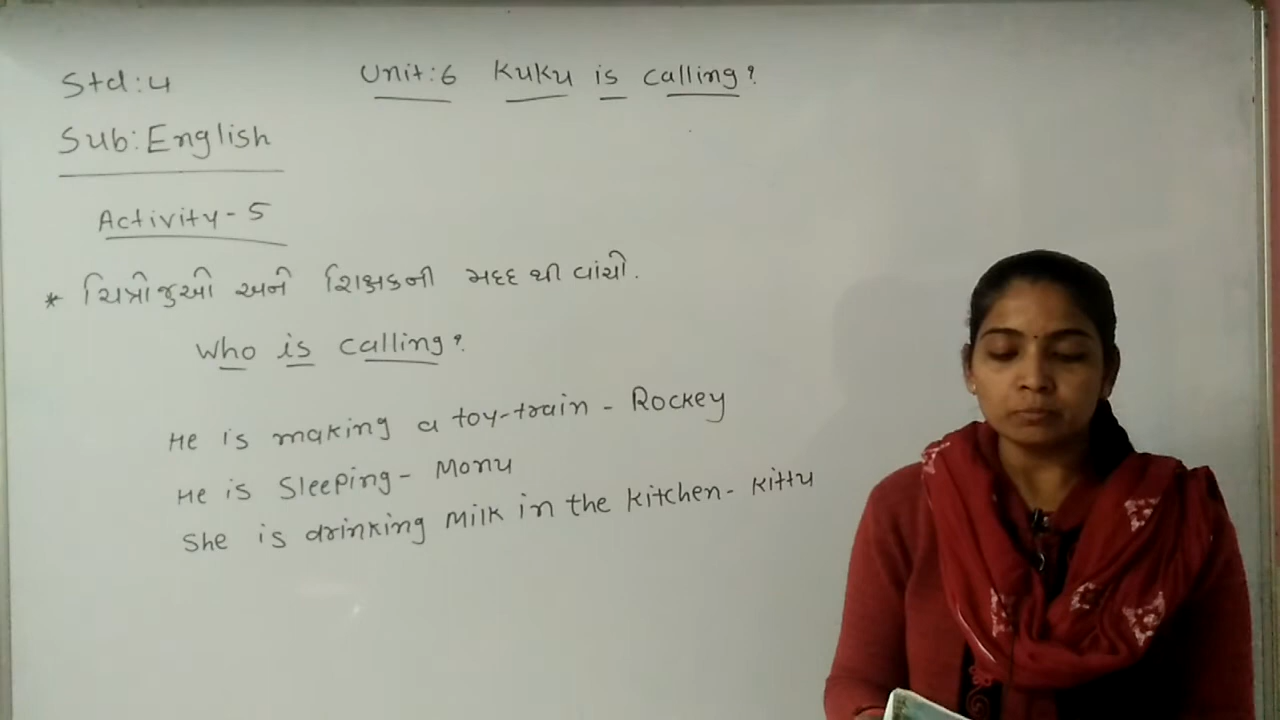 Std:4
Unit:6 Kuku is calling?
Sub:English
Activity-5
* ચિત્રો જુઓ અને શિક્ષકની મદદ થી વાંચો.
Who is calling?
He is making a toy-train - Rockey
He is Sleeping - Monu
She is drinking Milk in the kitchen - Kittu